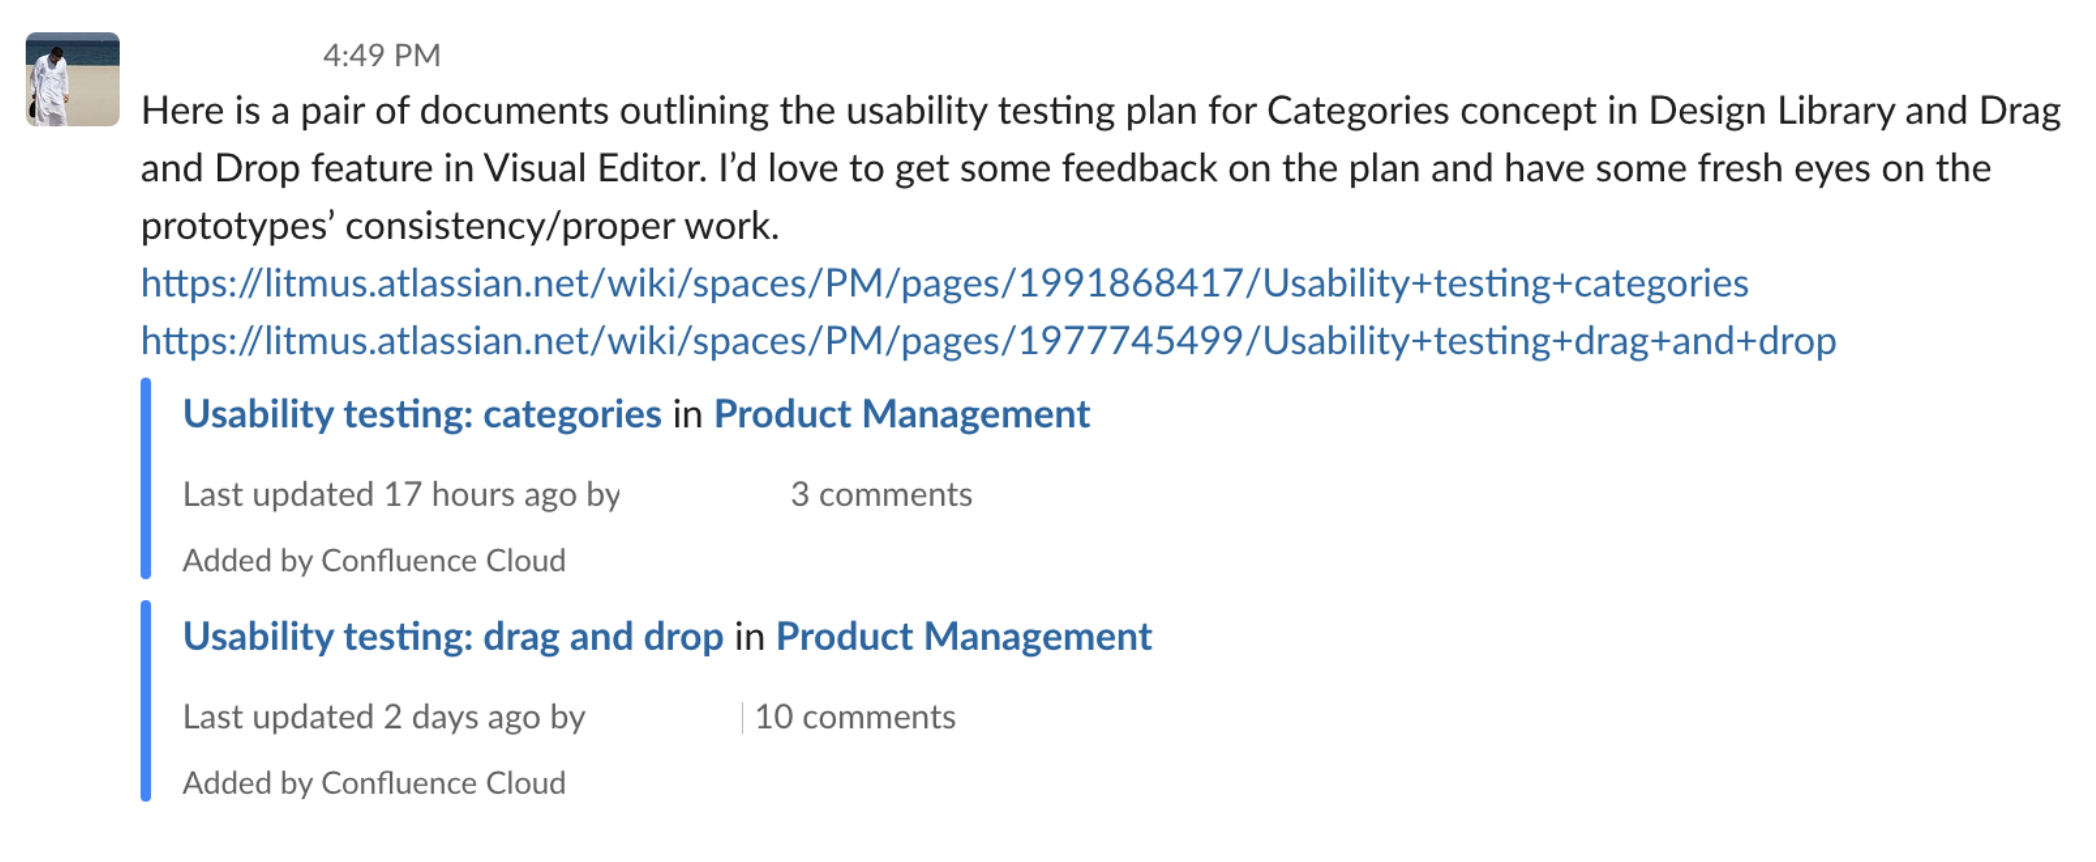 4:49 PM
Here is a pair of documents outlining the usability testing plan for Categories concept in Design Library and Drag
and Drop feature in Visual Editor. I’d love to get some feedback on the plan and have some fresh eyes on the
prototypes’ consistency/proper work.
https://litmus.atlassian.net/wiki/spaces/PM/pages/1991868417/Usability+testing+categories
https://litmus.atlassian.net/wiki/spaces/PM/pages/1977745499/Usability+testing+drag+and+drop
Usability testing: categories in Product Management
Last updated 17 hours ago by 3 comments
Added by Confluence Cloud
Usability testing: drag and drop in Product Management
Last updated 2 days ago by | 10 comments
Added by Confluence Cloud